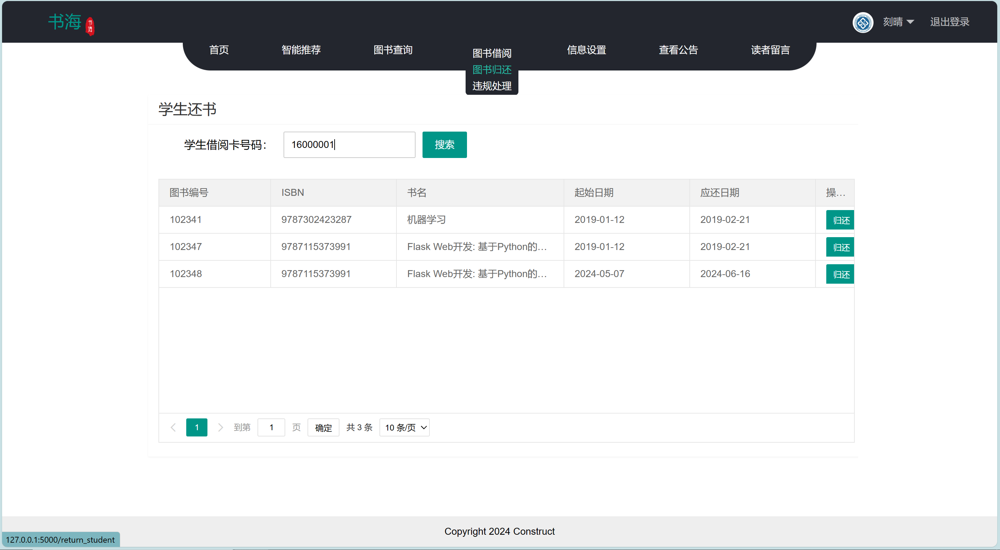 书海 书海
刻晴 退出登录
首页 智能推荐 图书查询 图书借阅 信息设置 查看公告 读者留言
图书归还
违规处理
学生还书
学生借阅卡号码： 16000001 搜索
图书编号 ISBN 书名 起始日期 应还日期 操…
102341 9787302423287 机器学习 2019-01-12 2019-02-21 归还
102347 9787115373991 Flask Web开发: 基于Python的… 2019-01-12 2019-02-21 归还
102348 9787115373991 Flask Web开发: 基于Python的… 2024-05-07 2024-06-16 归还
1 到第 1 页 确定 共 3 条 10 条/页
Copyright 2024 Construct
127.0.0.1:5000/return_student